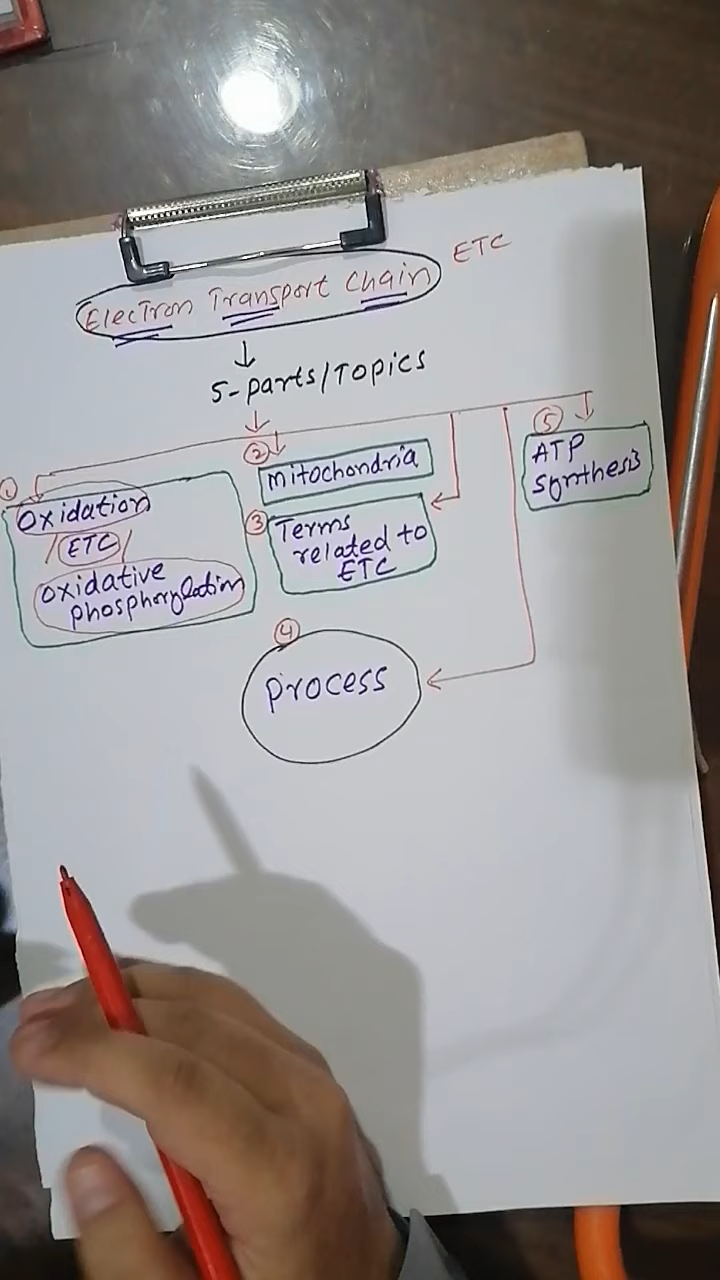 ETC
Electron Transport Chain
5-parts/Topics
1
Oxidation
/ETC/
oxidative
phosphorylation
2
mitochondria
3
Terms
related to
ETC
4
process
5
ATP
synthesis